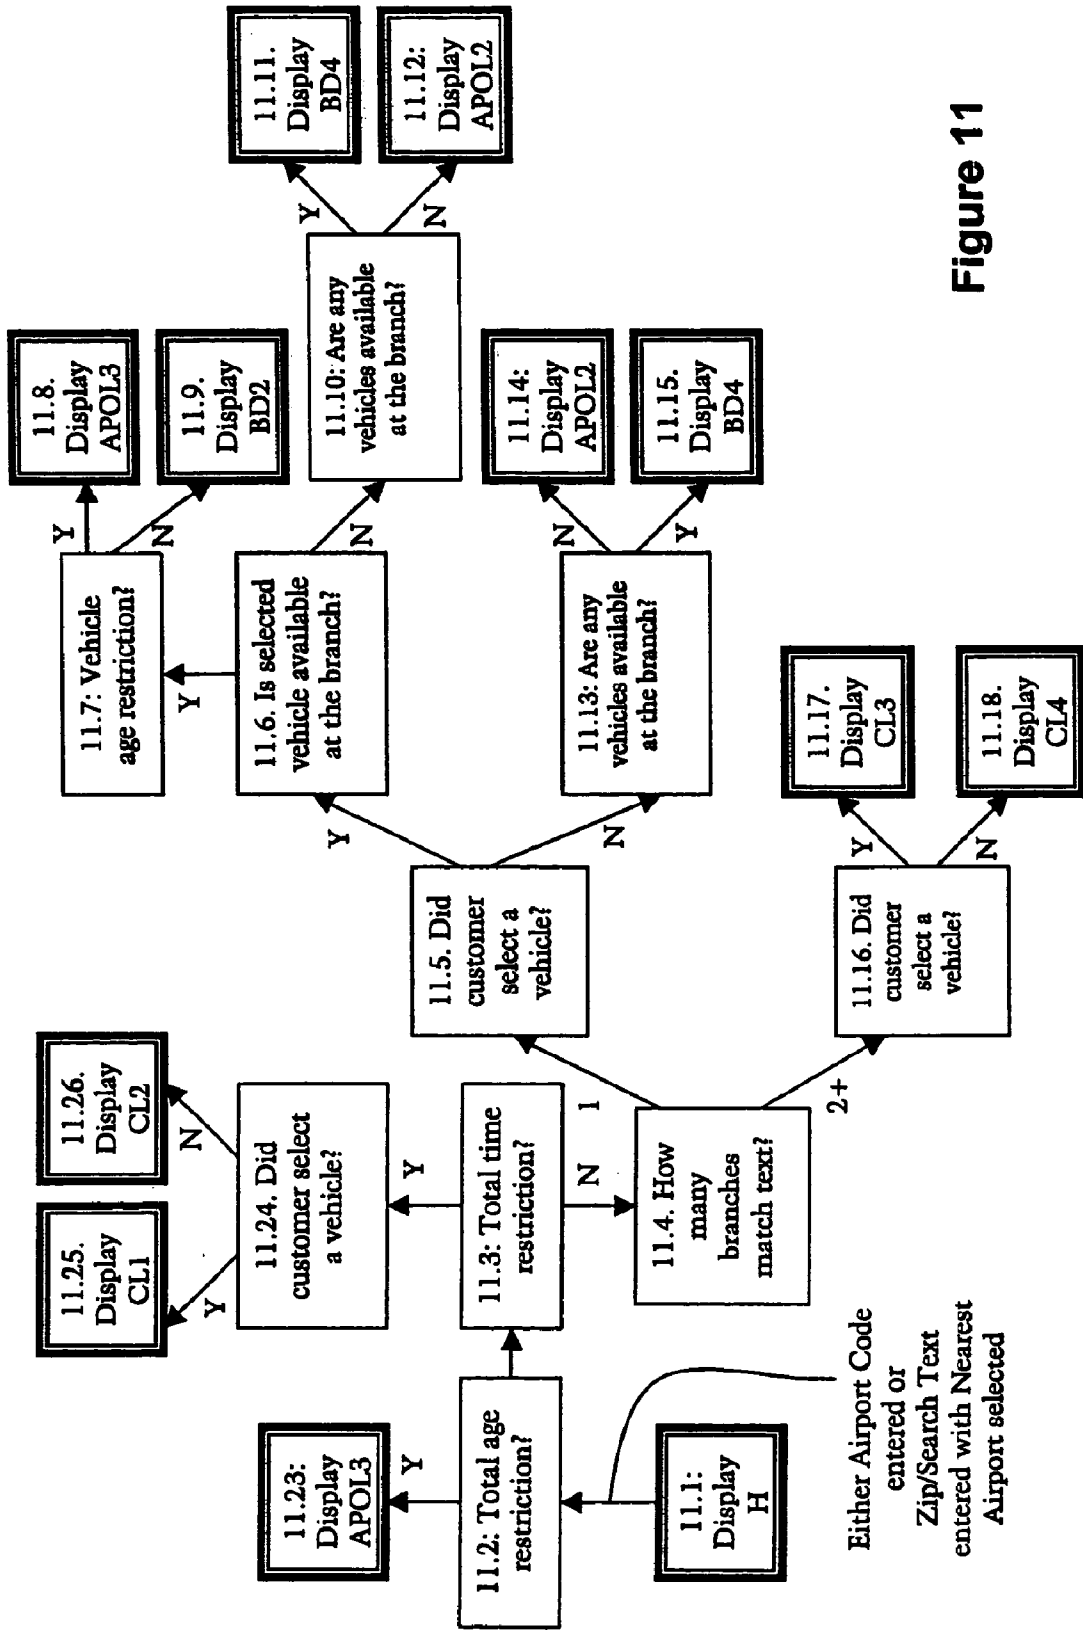 11.23:
Display
APOL3
Y
11.2: Total age
restriction?
11.1:
Display
H
Either Airport Code
entered or
Zip/Search Text
entered with Nearest
Airport selected
11.25.
Display
CL1
11.26.
Display
CL2
Y
N
11.24. Did
customer select
a vehicle?
Y
11.3: Total time
restriction?
N
11.4. How
many
branches
match text?
1
2+
11.5. Did
customer
select a
vehicle?
Y
N
11.16. Did
customer
select a
vehicle?
Y
N
11.17.
Display
CL3
11.18.
Display
CL4
11.7: Vehicle
age restriction?
Y
N
11.8.
Display
APOL3
11.9.
Display
BD2
Y
11.6. Is selected
vehicle available
at the branch?
N
11.10: Are any
vehicles available
at the branch?
Y
N
11.11.
Display
BD4
11.12:
Display
APOL2
11.13: Are any
vehicles available
at the branch?
N
Y
11.14:
Display
APOL2
11.15.
Display
BD4
Figure 11